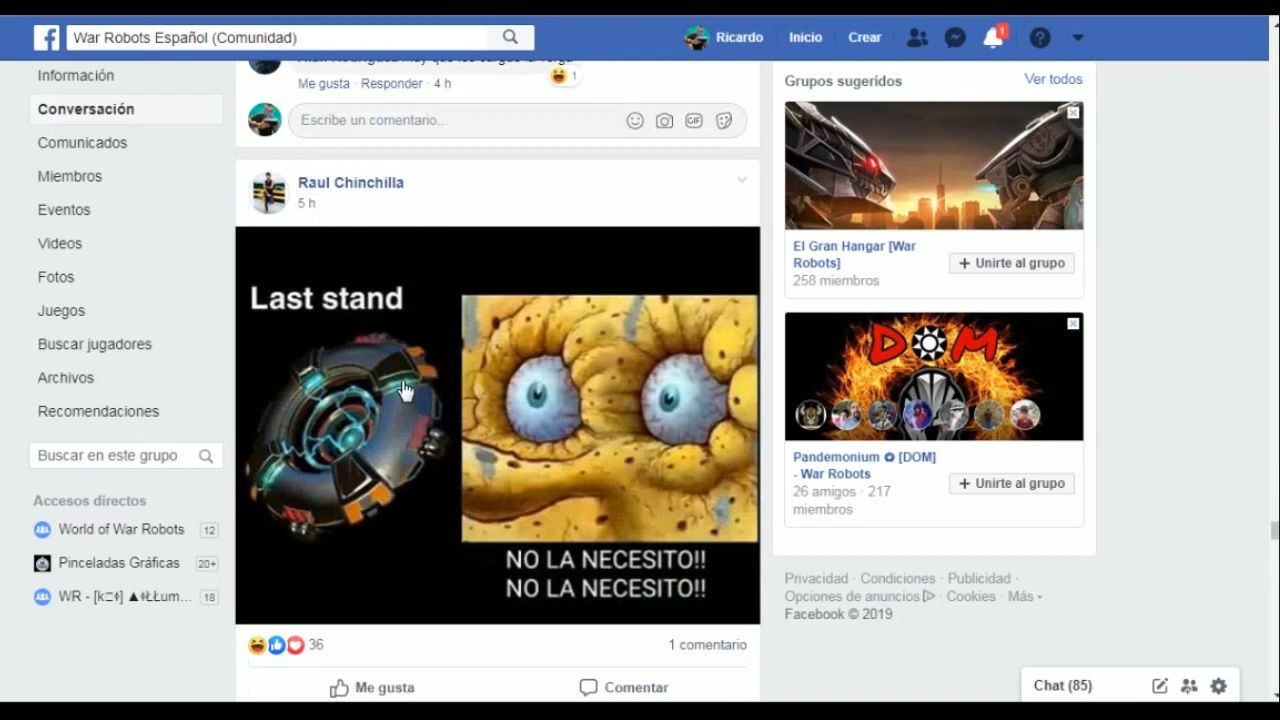 War Robots Español (Comunidad)
Ricardo
Inicio
Crear
1
Información
Conversación
Comunicados
Miembros
Eventos
Videos
Fotos
Juegos
Buscar jugadores
Archivos
Recomendaciones
Buscar en este grupo
Accesos directos
World of War Robots 12
Pinceladas Gráficas 20+
18
Me gusta · Responder · 4 h
1
Escribe un comentario...
GIF
Raul Chinchilla
5 h
Last stand
NO LA NECESITO!!
NO LA NECESITO!!
36
1 comentario
Me gusta
Comentar
Grupos sugeridos
Ver todos
El Gran Hangar [War
Robots]
258 miembros
Unirte al grupo
DOM
Pandemonium [DOM]
- War Robots
26 amigos · 217
miembros
Unirte al grupo
Privacidad · Condiciones · Publicidad ·
Opciones de anuncios · Cookies · Más
Facebook © 2019
Chat (85)